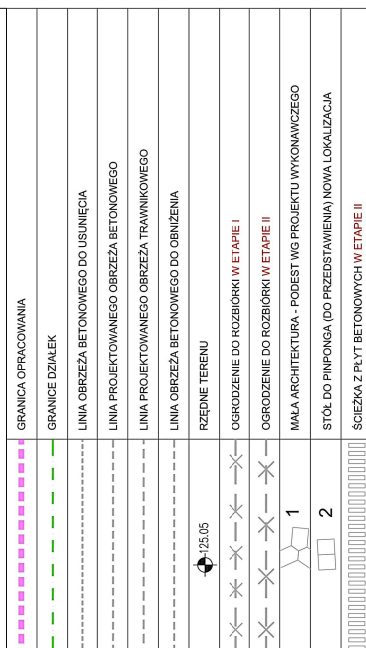 GRANICA OPRACOWANIA
GRANICE DZIAŁEK
LINIA OBRZEŻA BETONOWEGO DO USUNIĘCIA
LINIA PROJEKTOWANEGO OBRZEŻA BETONOWEGO
LINIA PROJEKTOWANEGO OBRZEŻA TRAWNIKOWEGO
LINIA OBRZEŻA BETONOWEGO DO OBNIŻENIA
125.05 RZĘDNE TERENU
OGRODZENIE DO ROZBIÓRKI W ETAPIE I
OGRODZENIE DO ROZBIÓRKI W ETAPIE II
1 MAŁA ARCHITEKTURA - PODEST WG PROJEKTU WYKONAWCZEGO
2 STÓŁ DO PINPONGA (DO PRZEDSTAWIENIA) NOWA LOKALIZACJA
ŚCIEŻKA Z PŁYT BETONOWYCH W ETAPIE II